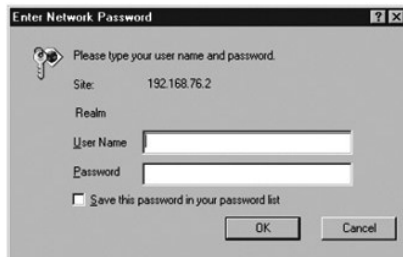 Enter Network Password
Please type your user name and password.
Site: 192.168.76.2
Realm
User Name
Password
Save this password in your password list
OK Cancel